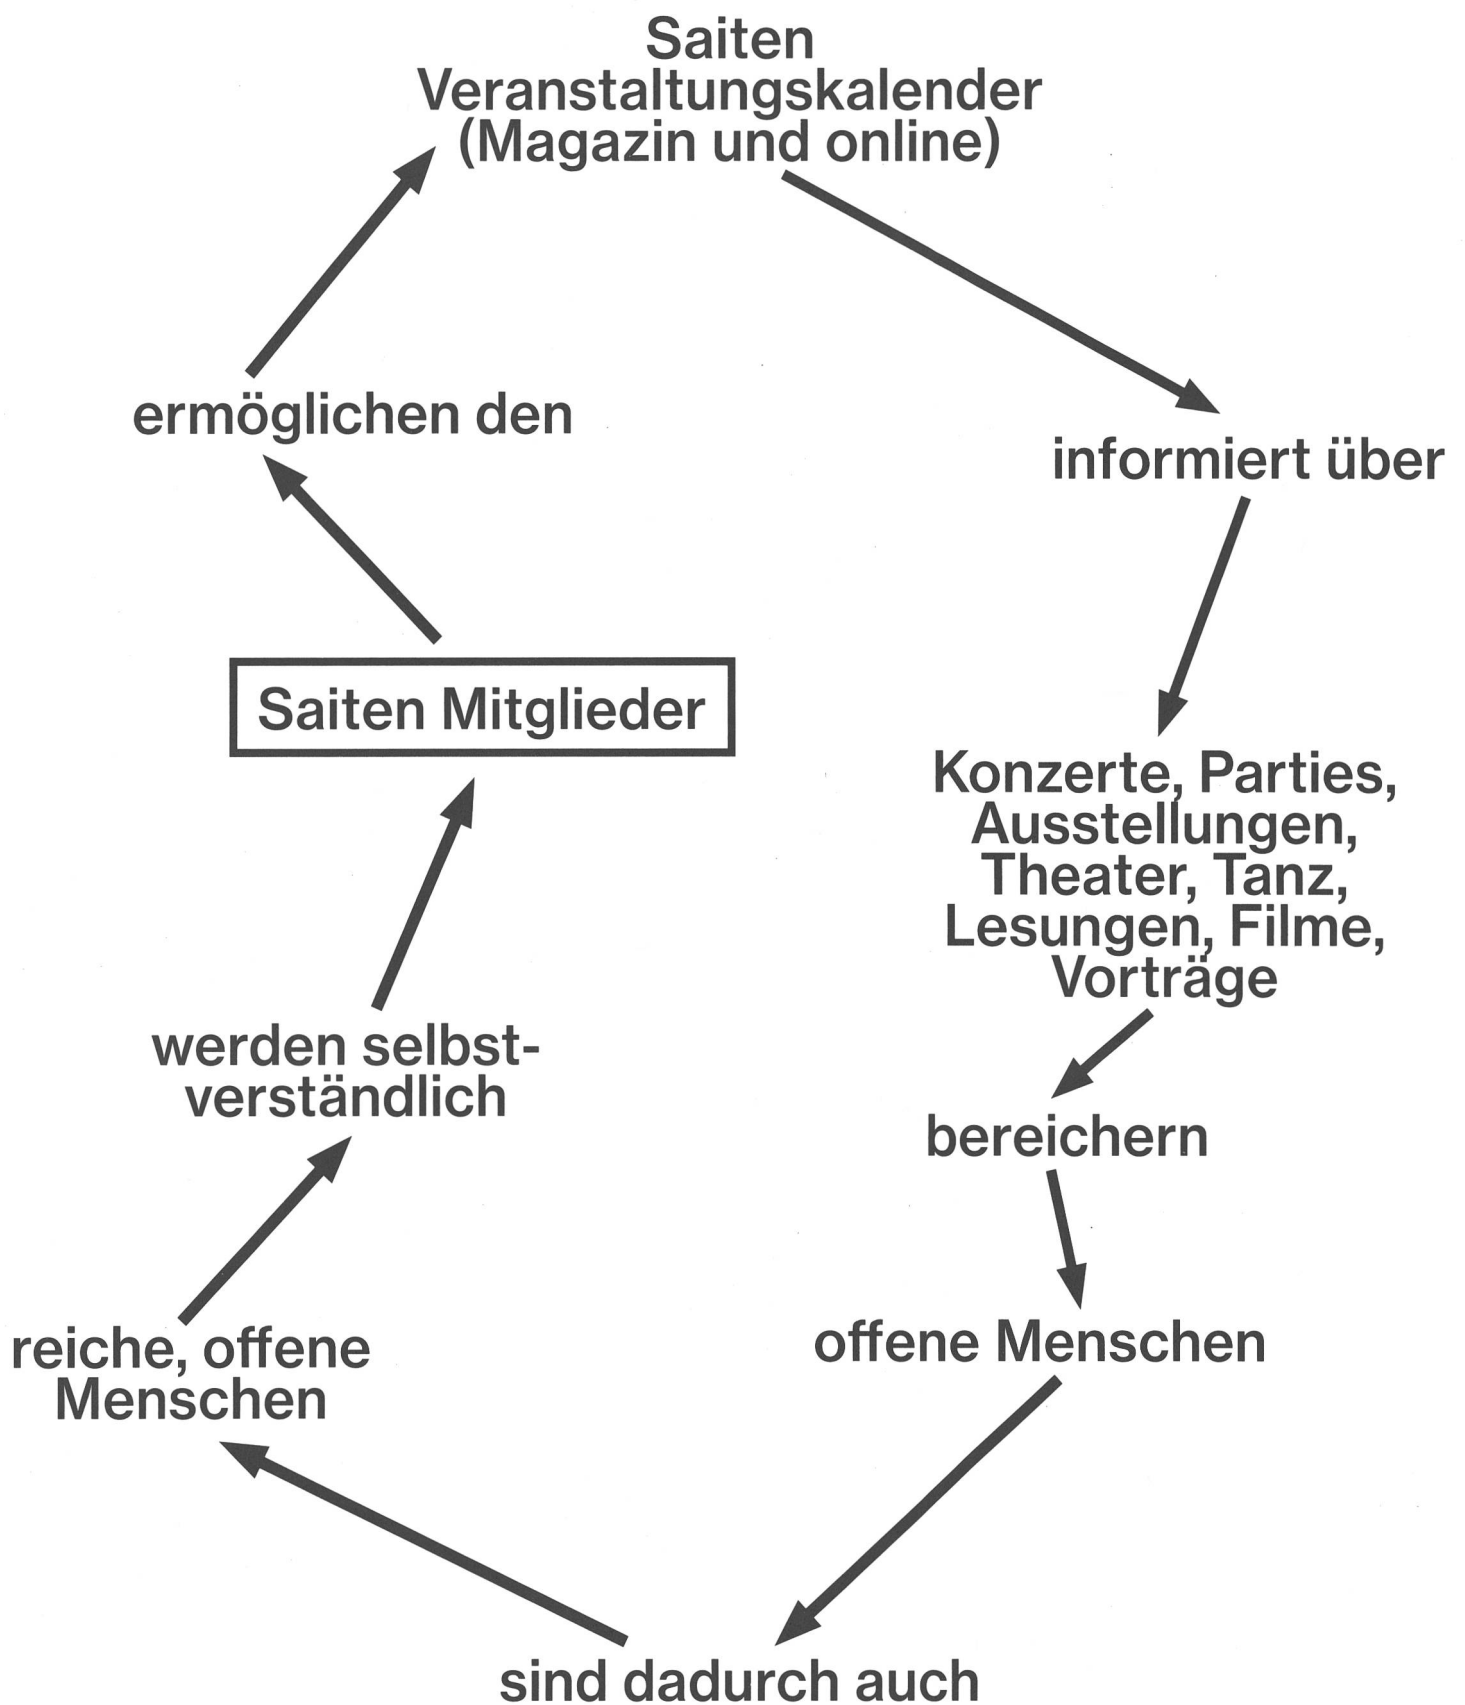 Saiten
Veranstaltungskalender
(Magazin und online)
informiert über
Konzerte, Parties,
Ausstellungen,
Theater, Tanz,
Lesungen, Filme,
Vorträge
bereichern
offene Menschen
sind dadurch auch
reiche, offene
Menschen
werden selbst-
verständlich
Saiten Mitglieder
ermöglichen den